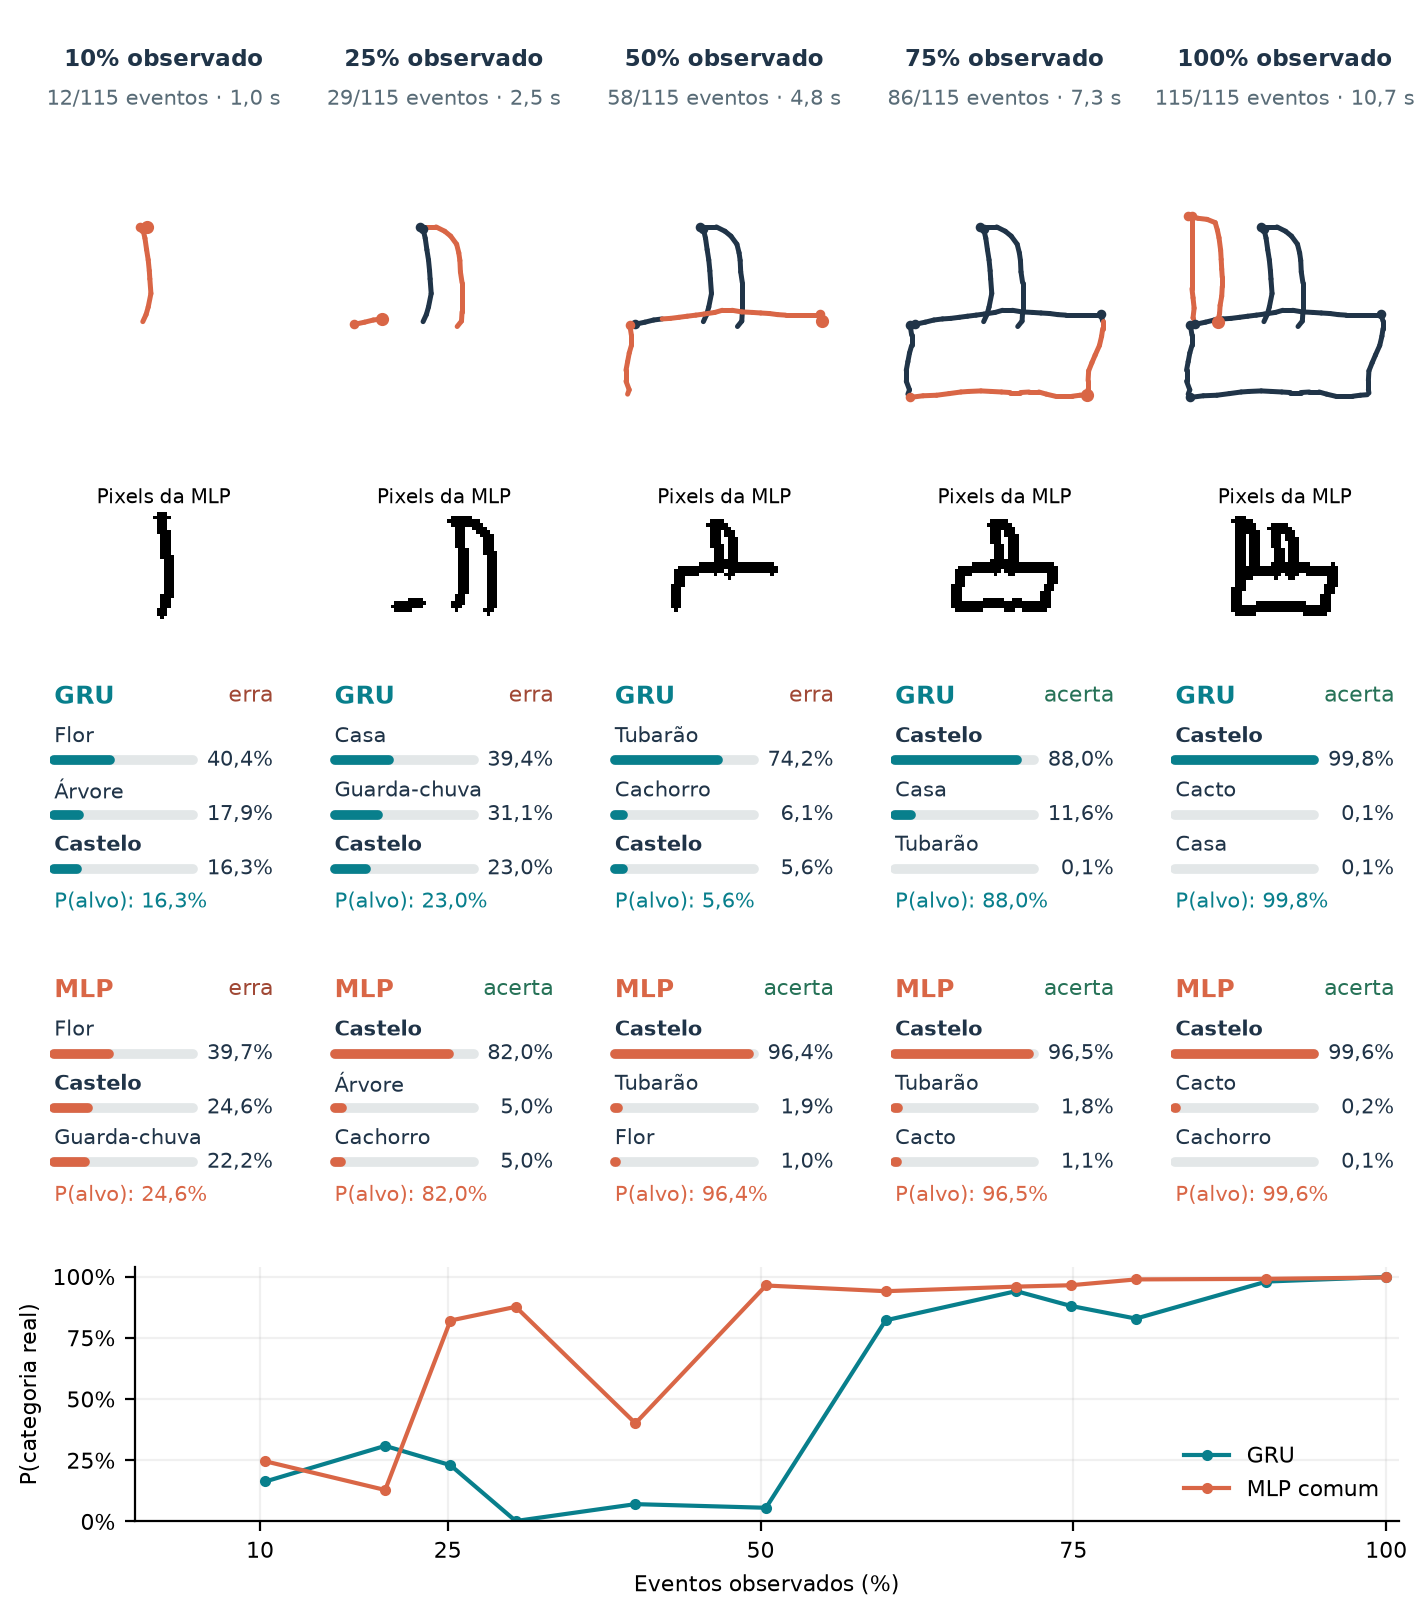 10% observado
25% observado
50% observado
75% observado
100% observado
12/115 eventos · 1,0 s
29/115 eventos · 2,5 s
58/115 eventos · 4,8 s
86/115 eventos · 7,3 s
115/115 eventos · 10,7 s
Pixels da MLP
Pixels da MLP
Pixels da MLP
Pixels da MLP
Pixels da MLP
GRU erra
Flor
40,4%
Árvore
17,9%
Castelo
16,3%
P(alvo): 16,3%
GRU erra
Casa
39,4%
Guarda-chuva
31,1%
Castelo
23,0%
P(alvo): 23,0%
GRU erra
Tubarão
74,2%
Cachorro
6,1%
Castelo
5,6%
P(alvo): 5,6%
GRU acerta
Castelo
88,0%
Casa
11,6%
Tubarão
0,1%
P(alvo): 88,0%
GRU acerta
Castelo
99,8%
Cacto
0,1%
Casa
0,1%
P(alvo): 99,8%
MLP erra
Flor
39,7%
Castelo
24,6%
Guarda-chuva
22,2%
P(alvo): 24,6%
MLP acerta
Castelo
82,0%
Árvore
5,0%
Cachorro
5,0%
P(alvo): 82,0%
MLP acerta
Castelo
96,4%
Tubarão
1,9%
Flor
1,0%
P(alvo): 96,4%
MLP acerta
Castelo
96,5%
Tubarão
1,8%
Cacto
1,1%
P(alvo): 96,5%
MLP acerta
Castelo
99,6%
Cacto
0,2%
Cachorro
0,1%
P(alvo): 99,6%
P(categoria real)
100%
75%
50%
25%
0%
GRU
MLP comum
10
25
50
75
100
Eventos observados (%)